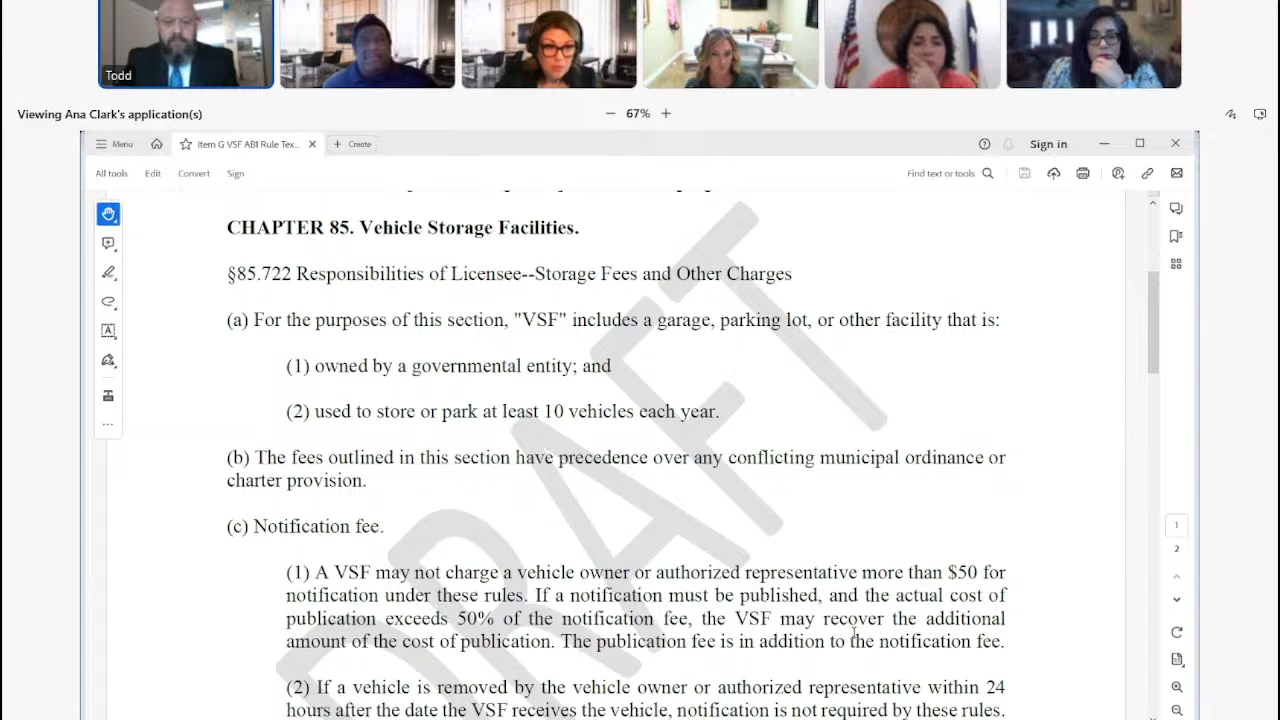 Todd
Viewing Ana Clark's application(s)
67%
Menu
Item G VSF AB1 Rule Tex...
Create
Sign in
All tools
Edit
Convert
Sign
Find text or tools
CHAPTER 85. Vehicle Storage Facilities.
§85.722 Responsibilities of Licensee--Storage Fees and Other Charges
(a) For the purposes of this section, "VSF" includes a garage, parking lot, or other facility that is:
(1) owned by a governmental entity; and
(2) used to store or park at least 10 vehicles each year.
(b) The fees outlined in this section have precedence over any conflicting municipal ordinance or
charter provision.
(c) Notification fee.
(1) A VSF may not charge a vehicle owner or authorized representative more than $50 for
notification under these rules. If a notification must be published, and the actual cost of
publication exceeds 50% of the notification fee, the VSF may recover the additional
amount of the cost of publication. The publication fee is in addition to the notification fee.
(2) If a vehicle is removed by the vehicle owner or authorized representative within 24
hours after the date the VSF receives the vehicle, notification is not required by these rules.
DRAFT
1
2